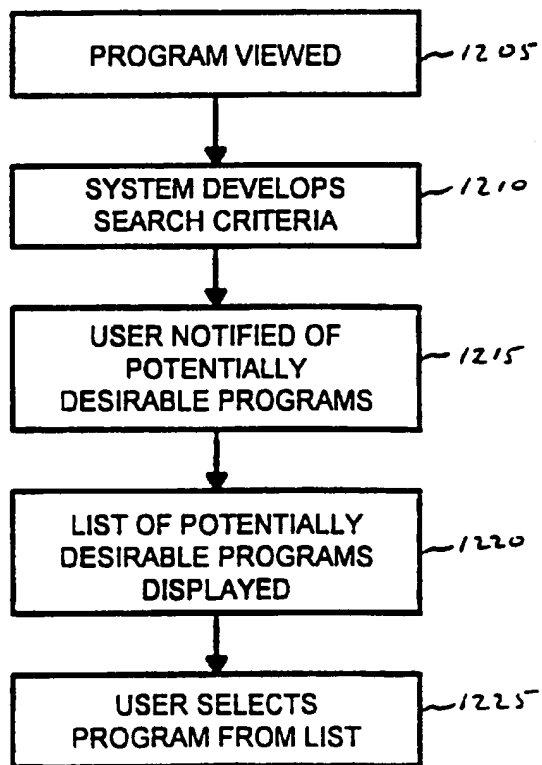 PROGRAM VIEWED
1205
SYSTEM DEVELOPS
SEARCH CRITERIA
1210
USER NOTIFIED OF
POTENTIALLY
DESIRABLE PROGRAMS
1215
LIST OF POTENTIALLY
DESIRABLE PROGRAMS
DISPLAYED
1220
USER SELECTS
PROGRAM FROM LIST
1225